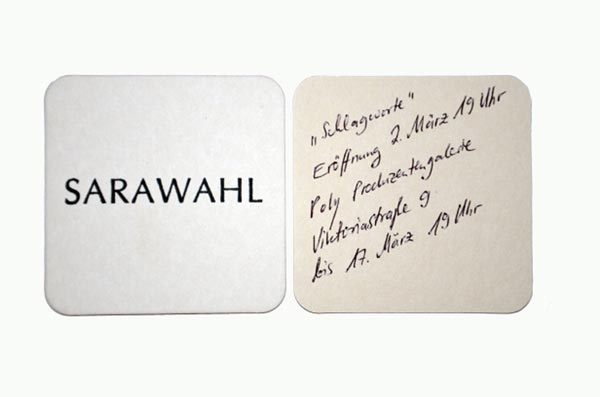 SARAWAHL
„Schlagworte"
Eröffnung 2. März 19 Uhr
Poly Produzentengalerie
Viktoriastraße 9
bis 17. März 19 Uhr